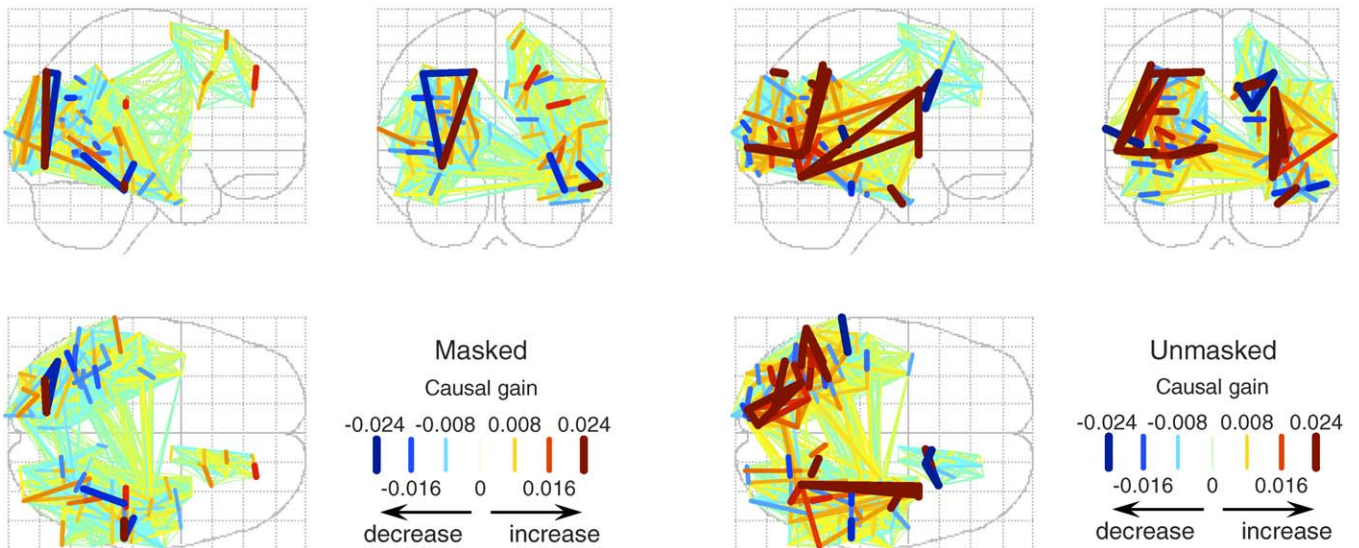 Masked
Causal gain
-0.024 -0.008 0.008 0.024
-0.016 0 0.016
decrease increase
Unmasked
Causal gain
-0.024 -0.008 0.008 0.024
-0.016 0 0.016
decrease increase